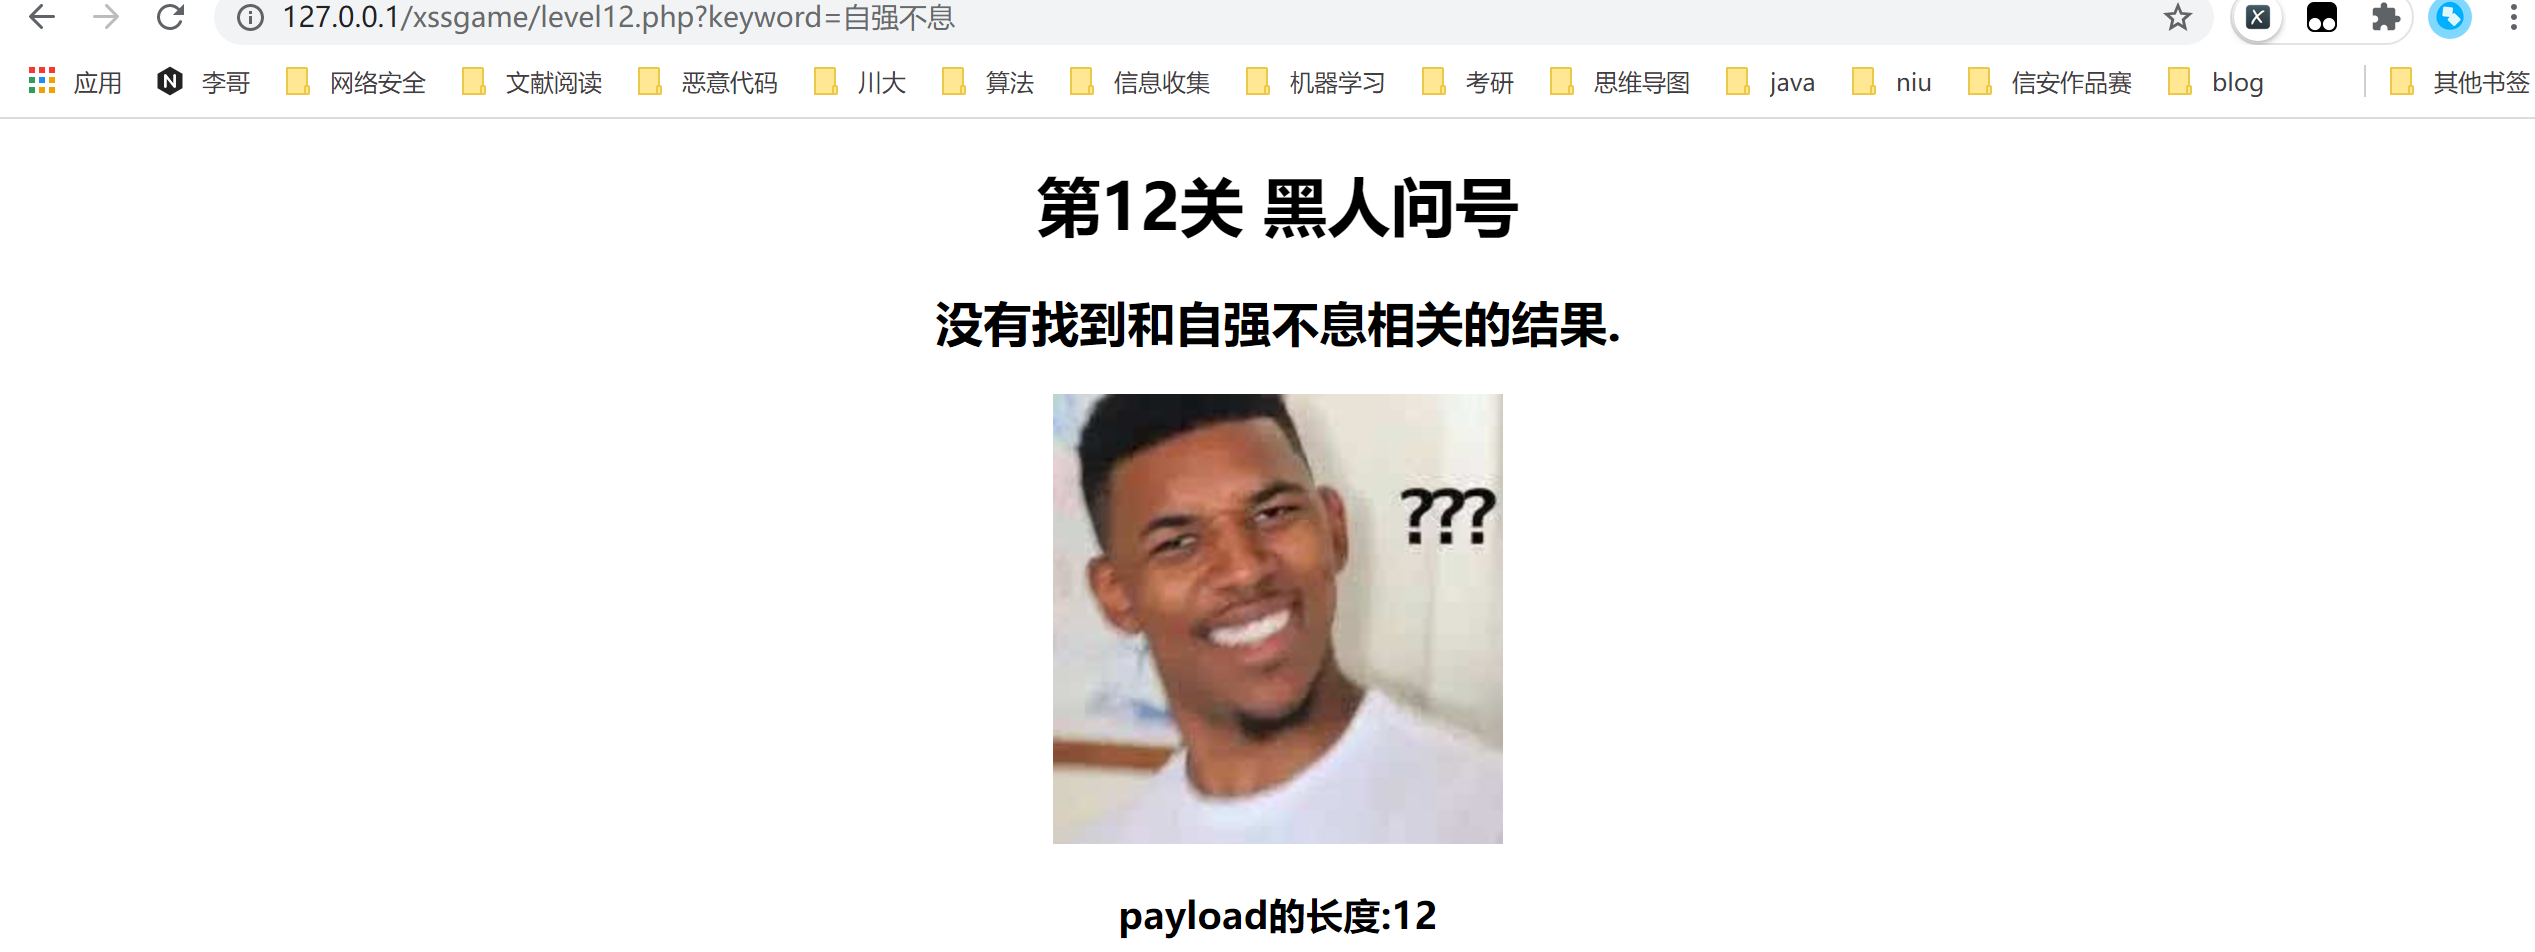 127.0.0.1/xssgame/level12.php?keyword=自强不息
应用 李哥 网络安全 文献阅读 恶意代码 川大 算法 信息收集 机器学习 考研 思维导图 java niu 信安作品赛 blog 其他书签
第12关 黑人问号
没有找到和自强不息相关的结果.
???
payload的长度:12